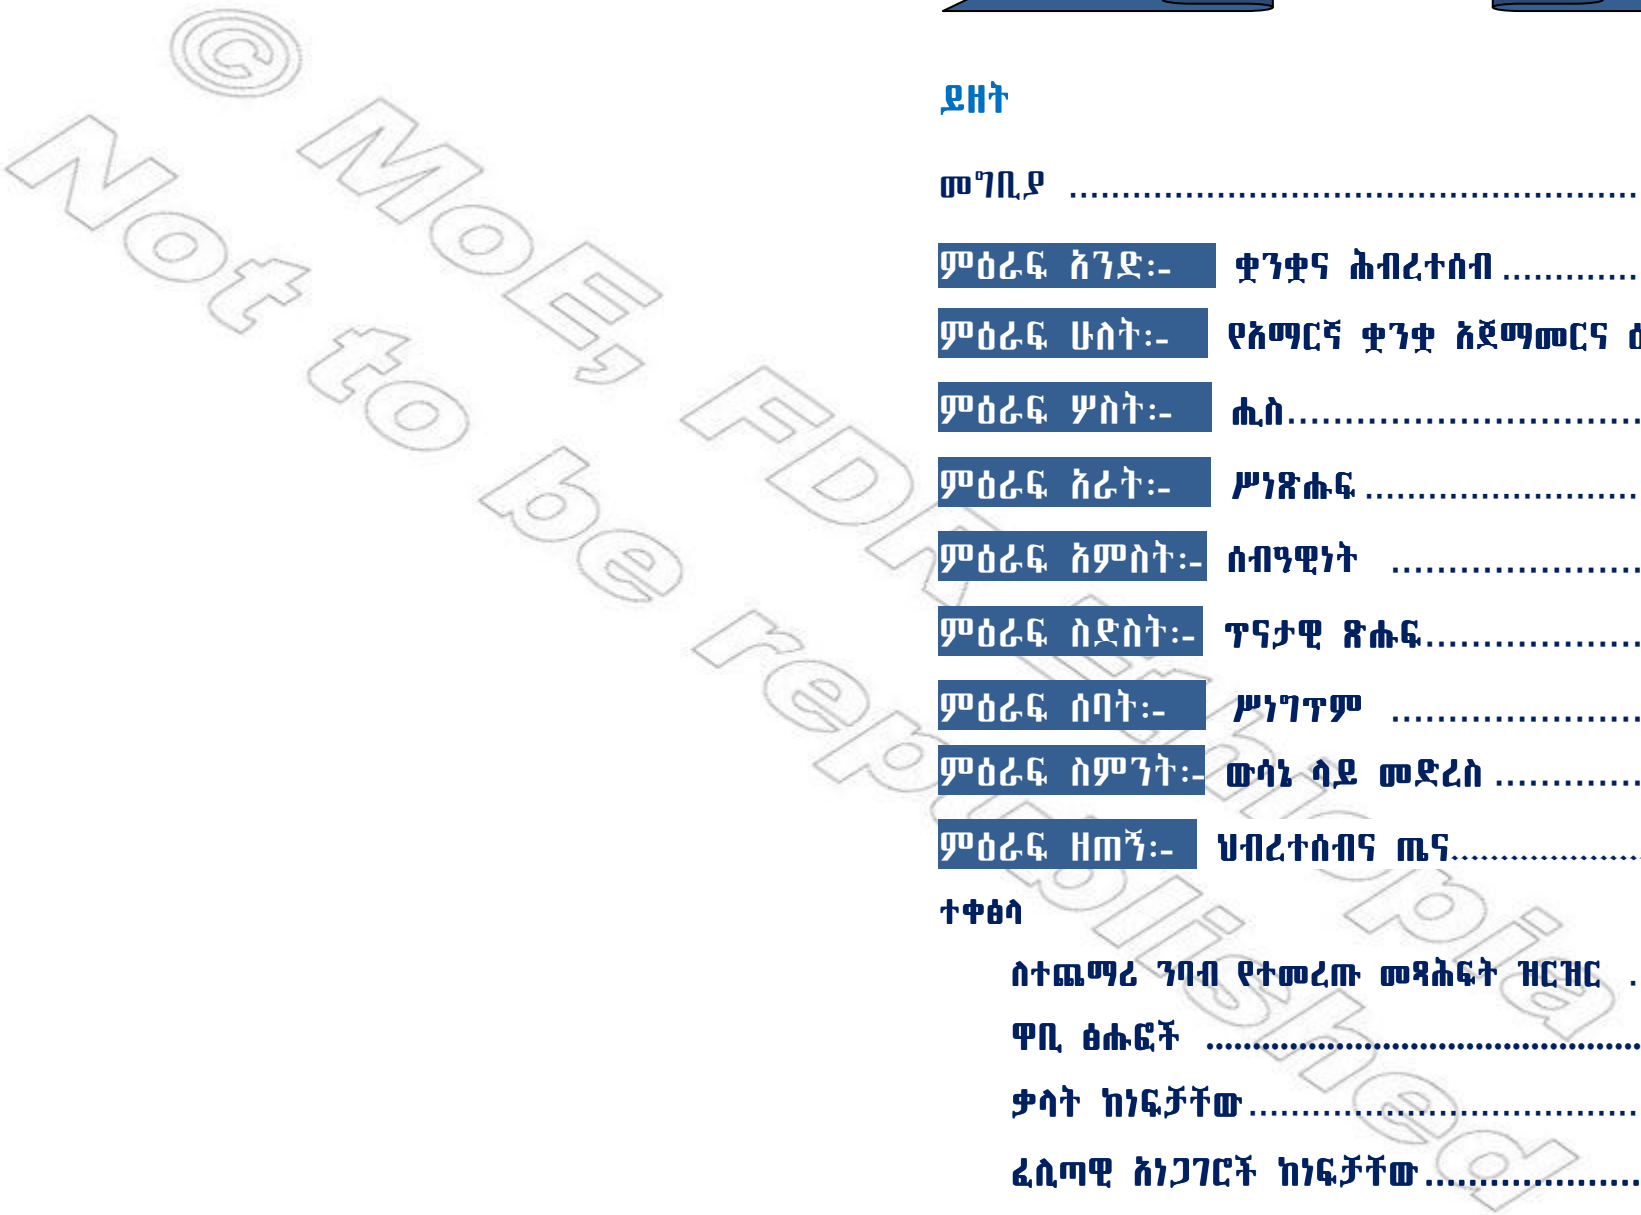 © MoE, FDR Ethiopia
Not to be republished
ይዘት
መግቢያ ......................................................
ምዕራፍ አንድ፡- ቋንቋና ሕብረተሰብ .............
ምዕራፍ ሁለት፡- የአማርኛ ቋንቋ አጀማመርና
ምዕራፍ ሦስት፡- ሒስ...............................
ምዕራፍ አራት፡- ሥነጽሑፍ ........................
ምዕራፍ አምስት፡- ሰብዓዊነት ......................
ምዕራፍ ስድስት፡- ጥናታዊ ጽሑፍ...................
ምዕራፍ ሰባት፡- ሥነግጥም ......................
ምዕራፍ ስምንት፡- ውሳኔ ላይ መድረስ .............
ምዕራፍ ዘጠኝ፡- ህብረተሰብና ጤና...................
ተቀፅላ
ለተጨማሪ ንባብ የተመረጡ መጻሕፍት ዝርዝር .
ዋቢ ፅሑፎች ...............................................
ቃላት ከነፍቻቸው.....................................
ፈሊጣዊ አነጋገሮች ከነፍቻቸው.....................